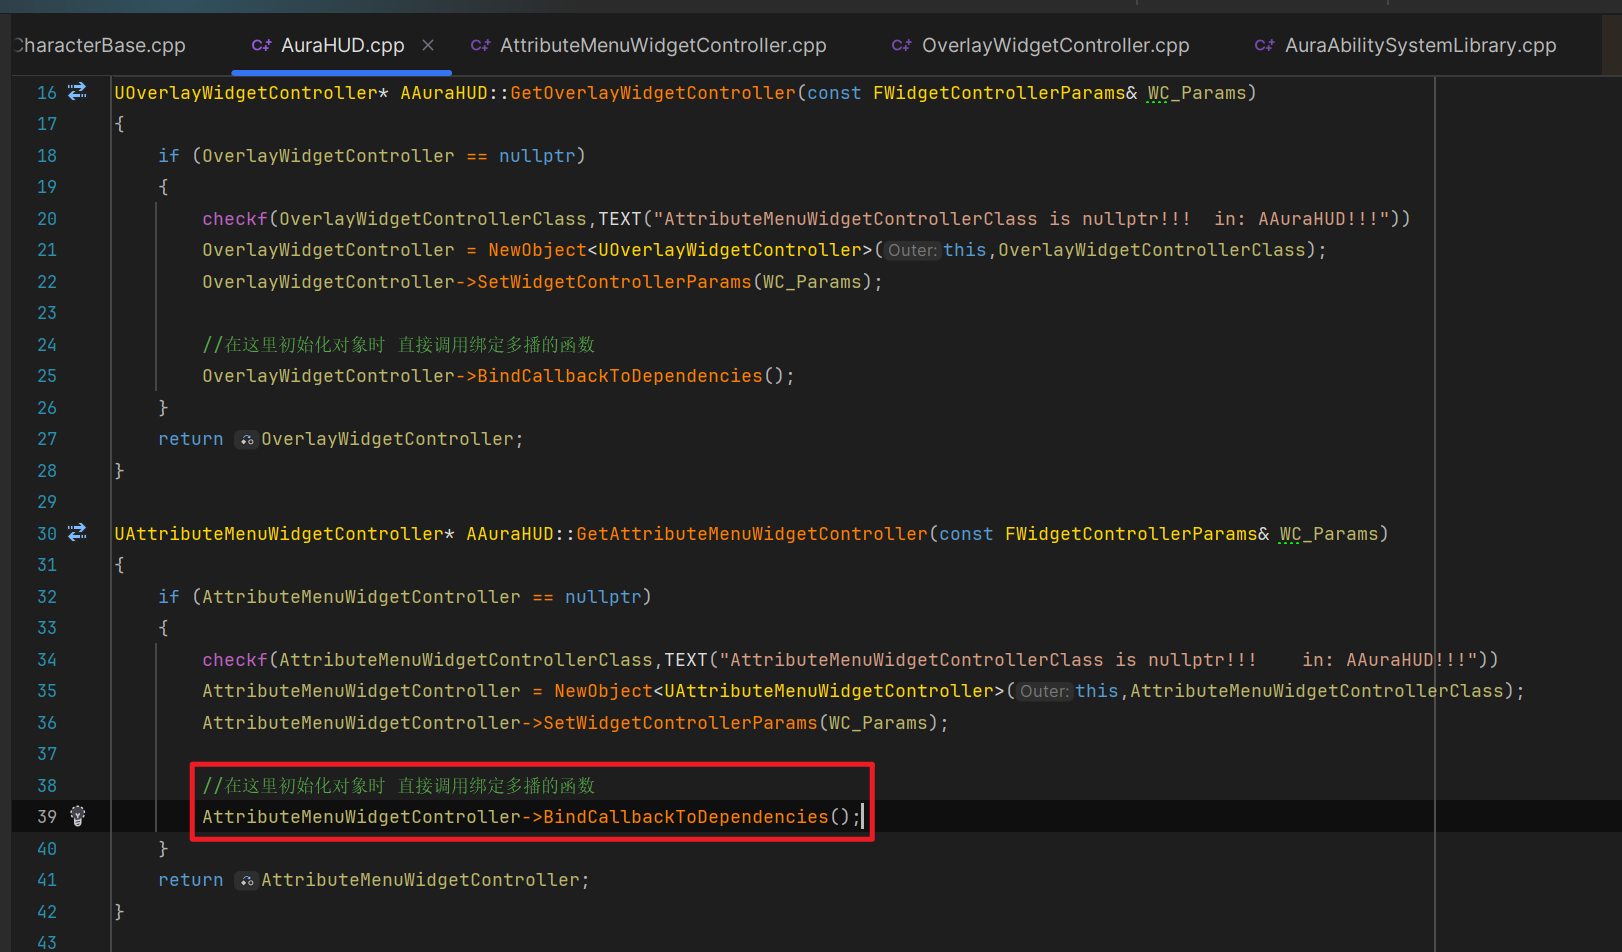 CharacterBase.cpp AuraHUD.cpp AttributeMenuWidgetController.cpp OverlayWidgetController.cpp AuraAbilitySystemLibrary.cpp
16 UOverlayWidgetController* AAuraHUD::GetOverlayWidgetController(const FWidgetControllerParams& WC_Params)
17 {
18 if (OverlayWidgetController == nullptr)
19 {
20 checkf(OverlayWidgetControllerClass,TEXT("AttributeMenuWidgetControllerClass is nullptr!!!  in: AAuraHUD!!!"))
21 OverlayWidgetController = NewObject<UOverlayWidgetController>(Outer:this,OverlayWidgetControllerClass);
22 OverlayWidgetController->SetWidgetControllerParams(WC_Params);
23
24 //在这里初始化对象时 直接调用绑定多播的函数
25 OverlayWidgetController->BindCallbackToDependencies();
26 }
27 return OverlayWidgetController;
28 }
29
30 UAttributeMenuWidgetController* AAuraHUD::GetAttributeMenuWidgetController(const FWidgetControllerParams& WC_Params)
31 {
32 if (AttributeMenuWidgetController == nullptr)
33 {
34 checkf(AttributeMenuWidgetControllerClass,TEXT("AttributeMenuWidgetControllerClass is nullptr!!!    in: AAuraHUD!!!"))
35 AttributeMenuWidgetController = NewObject<UAttributeMenuWidgetController>(Outer:this,AttributeMenuWidgetControllerClass);
36 AttributeMenuWidgetController->SetWidgetControllerParams(WC_Params);
37
38 //在这里初始化对象时 直接调用绑定多播的函数
39 AttributeMenuWidgetController->BindCallbackToDependencies();
40 }
41 return AttributeMenuWidgetController;
42 }
43